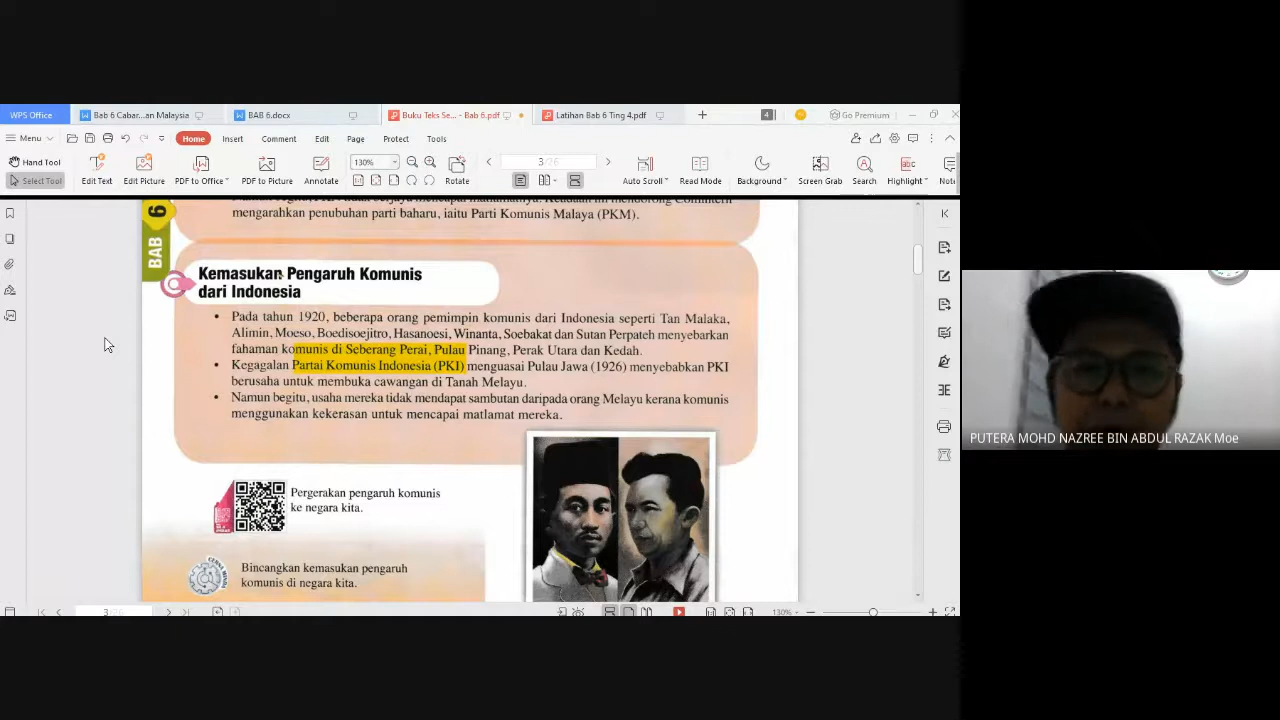 WPS Office
Bab 6 Cabar...an Malaysia
BAB 6.docx
Buku Teks Se... - Bab 6.pdf
Latihan Bab 6 Ting 4.pdf
4
Go Premium
Menu
Home
Insert
Comment
Edit
Page
Protect
Tools
Hand Tool
Select Tool
Edit Text
Edit Picture
PDF to Office
PDF to Picture
Annotate
130%
Rotate
3/26
Auto Scroll
Read Mode
Background
Screen Grab
Search
Highlight
mengarahkan penubuhan parti baharu, iaitu Parti Komunis Malaya (PKM).
BAB 6
Kemasukan Pengaruh Komunis
dari Indonesia
• Pada tahun 1920, beberapa orang pemimpin komunis dari Indonesia seperti Tan Malaka,
Alimin, Moeso, Boedisoejitro, Hasanoesi, Winanta, Soebakat dan Sutan Perpateh menyebarkan
fahaman komunis di Seberang Perai, Pulau Pinang, Perak Utara dan Kedah.
• Kegagalan Partai Komunis Indonesia (PKI) menguasai Pulau Jawa (1926) menyebabkan PKI
berusaha untuk membuka cawangan di Tanah Melayu.
• Namun begitu, usaha mereka tidak mendapat sambutan daripada orang Melayu kerana komunis
menggunakan kekerasan untuk mencapai matlamat mereka.
Pergerakan pengaruh komunis
ke negara kita.
Bincangkan kemasukan pengaruh
komunis di negara kita.
3/26
130%
PUTERA MOHD NAZREE BIN ABDUL RAZAK Moe